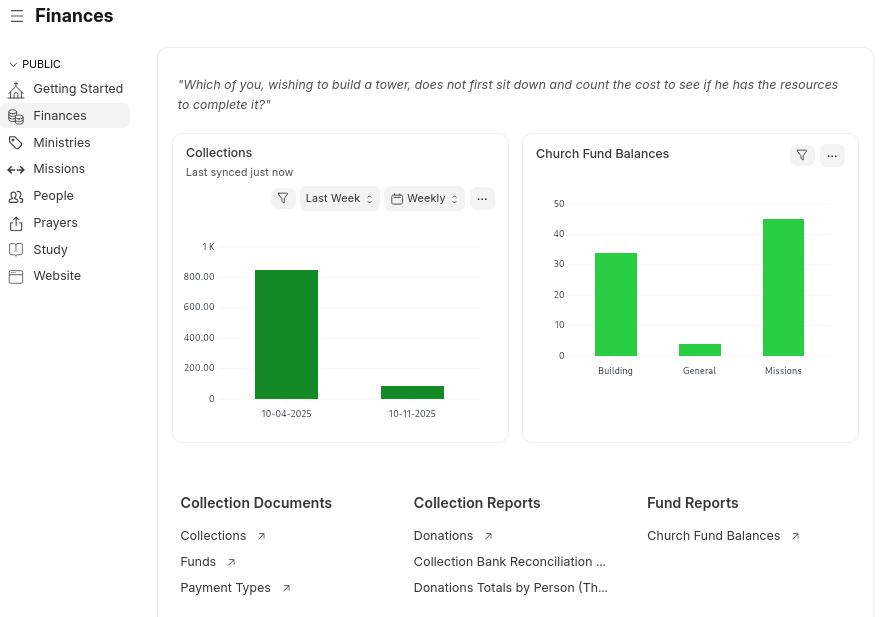 Finances
PUBLIC
Getting Started
Finances
Ministries
Missions
People
Prayers
Study
Website
"Which of you, wishing to build a tower, does not first sit down and count the cost to see if he has the resources
to complete it?"
Collections
Last synced just now
Last Week
Weekly
...
1 K
800.00
600.00
400.00
200.00
0
10-04-2025
10-11-2025
Church Fund Balances
...
50
40
30
20
10
0
Building
General
Missions
Collection Documents
Collections
Funds
Payment Types
Collection Reports
Donations
Collection Bank Reconciliation ...
Donations Totals by Person (Th...
Fund Reports
Church Fund Balances